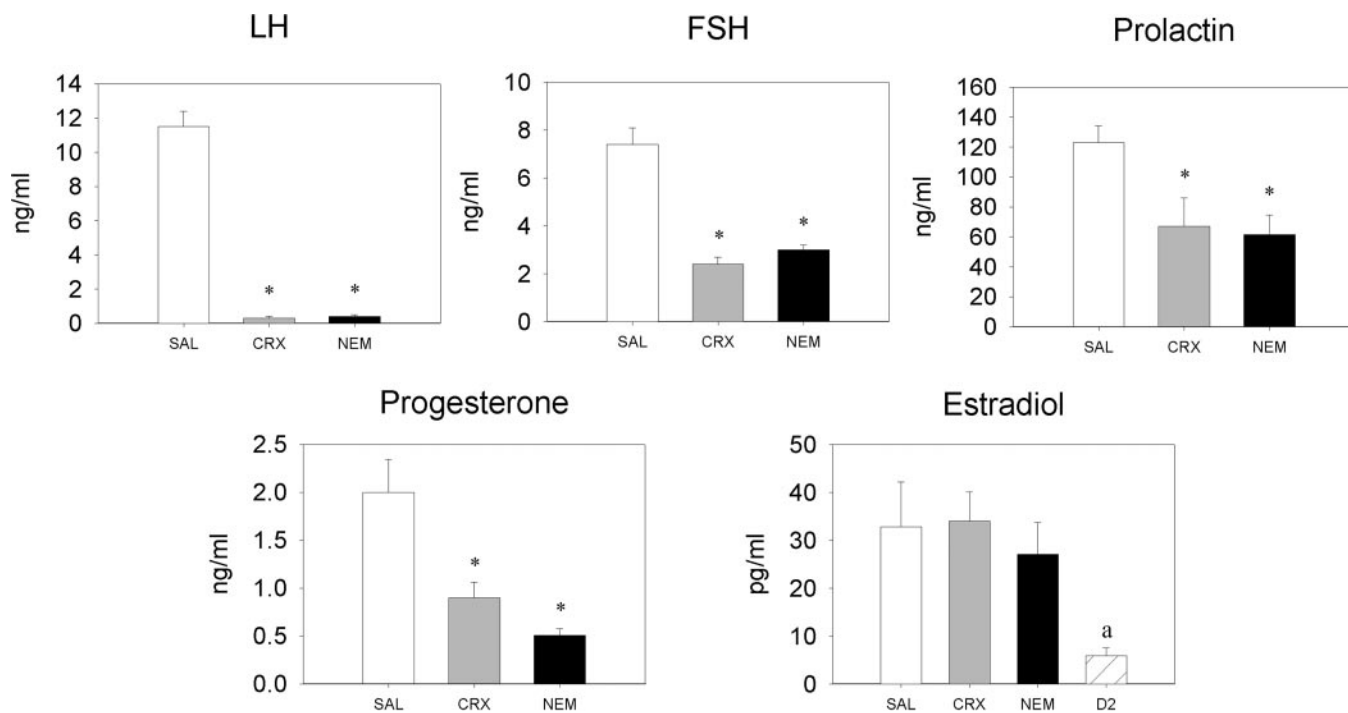 LH
14
12
10
8
6
4
2
0
ng/ml
*
*
SAL CRX NEM
FSH
10
8
6
4
2
0
ng/ml
*
*
SAL CRX NEM
Prolactin
160
140
120
100
80
60
40
20
0
ng/ml
*
*
SAL CRX NEM
Progesterone
2.5
2.0
1.5
1.0
0.5
0.0
ng/ml
*
*
SAL CRX NEM
Estradiol
50
40
30
20
10
0
pg/ml
a
SAL CRX NEM D2